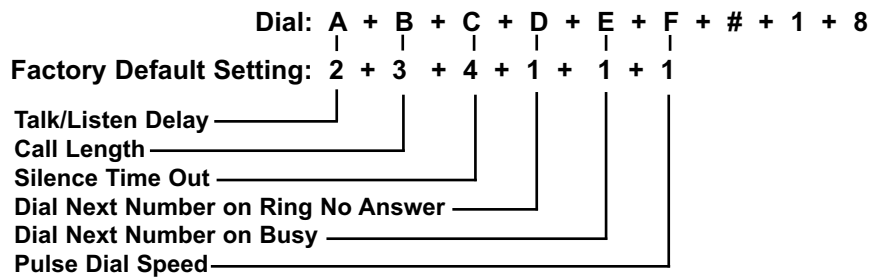 Dial: A + B + C + D + E + F + # + 1 + 8
Factory Default Setting: 2 + 3 + 4 + 1 + 1 + 1
Talk/Listen Delay
Call Length
Silence Time Out
Dial Next Number on Ring No Answer
Dial Next Number on Busy
Pulse Dial Speed